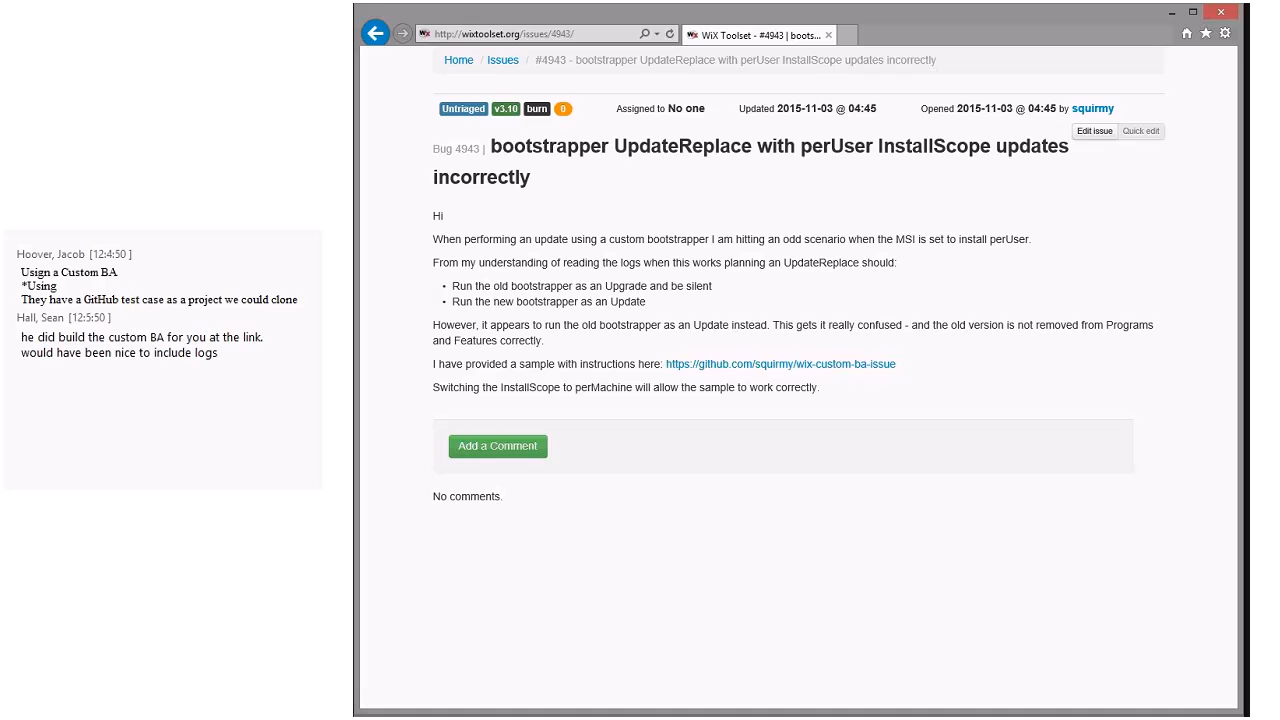 Hoover, Jacob [12:4:50 ]
Usign a Custom BA
*Using
They have a GitHub test case as a project we could clone
Hall, Sean [12:5:50 ]
he did build the custom BA for you at the link.
would have been nice to include logs
http://wixtoolset.org/issues/4943/
WiX Toolset - #4943 | boots...
Home / Issues / #4943 - bootstrapper UpdateReplace with perUser InstallScope updates incorrectly
Untriaged v3.10 burn 0 Assigned to No one Updated 2015-11-03 @ 04:45 Opened 2015-11-03 @ 04:45 by squirmy
Edit issue Quick edit
Bug 4943 | bootstrapper UpdateReplace with perUser InstallScope updates
incorrectly
Hi
When performing an update using a custom bootstrapper I am hitting an odd scenario when the MSI is set to install perUser.
From my understanding of reading the logs when this works planning an UpdateReplace should:
• Run the old bootstrapper as an Upgrade and be silent
• Run the new bootstrapper as an Update
However, it appears to run the old bootstrapper as an Update instead. This gets it really confused - and the old version is not removed from Programs
and Features correctly.
I have provided a sample with instructions here: https://github.com/squirmy/wix-custom-ba-issue
Switching the InstallScope to perMachine will allow the sample to work correctly.
Add a Comment
No comments.